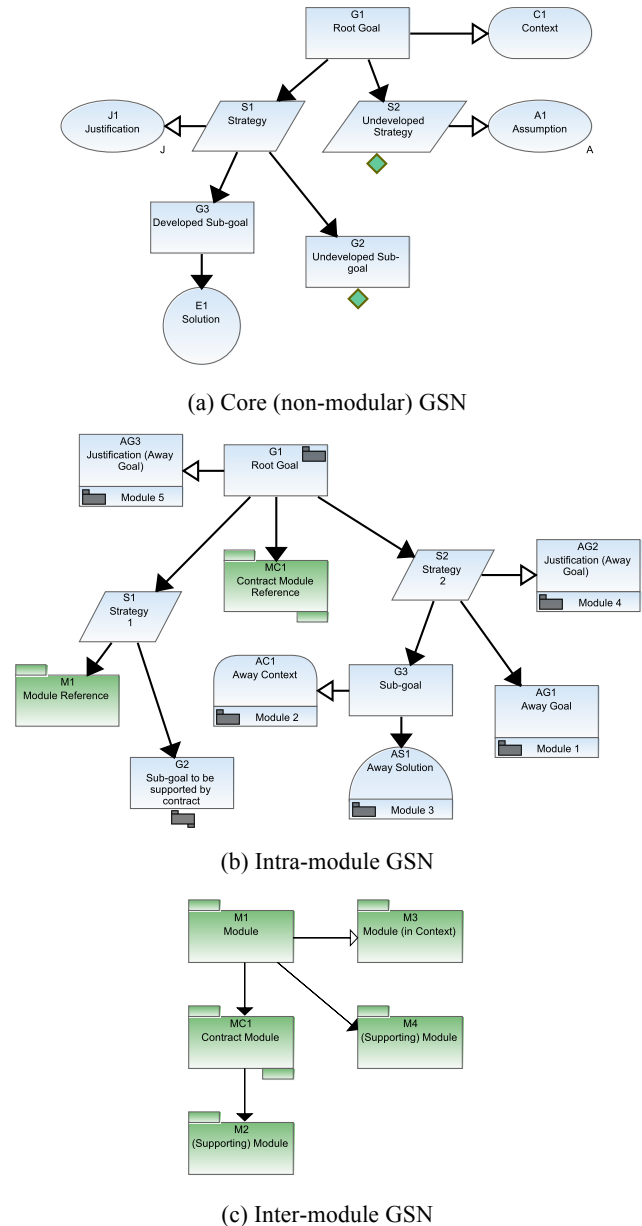 G1
Root Goal
C1
Context
J1
Justification
J
S1
Strategy
S2
Undeveloped
Strategy
A1
Assumption
A
G3
Developed Sub-goal
G2
Undeveloped Sub-
goal
E1
Solution
(a) Core (non-modular) GSN
AG3
Justification (Away
Goal)
Module 5
G1
Root Goal
MC1
Contract Module
Reference
S2
Strategy
2
AG2
Justification (Away
Goal)
Module 4
S1
Strategy
1
M1
Module Reference
AC1
Away Context
Module 2
G3
Sub-goal
AG1
Away Goal
Module 1
G2
Sub-goal to be
supported by
contract
AS1
Away Solution
Module 3
(b) Intra-module GSN
M1
Module
M3
Module (in Context)
MC1
Contract Module
M4
(Supporting) Module
M2
(Supporting) Module
(c) Inter-module GSN